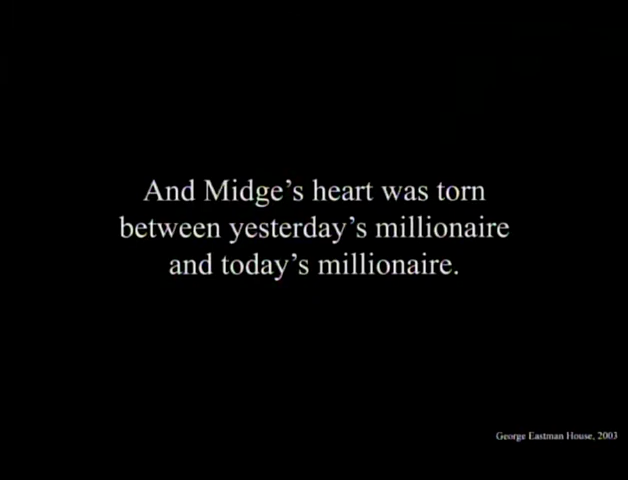 And Midge’s heart was torn
between yesterday’s millionaire
and today’s millionaire.
George Eastman House, 2003